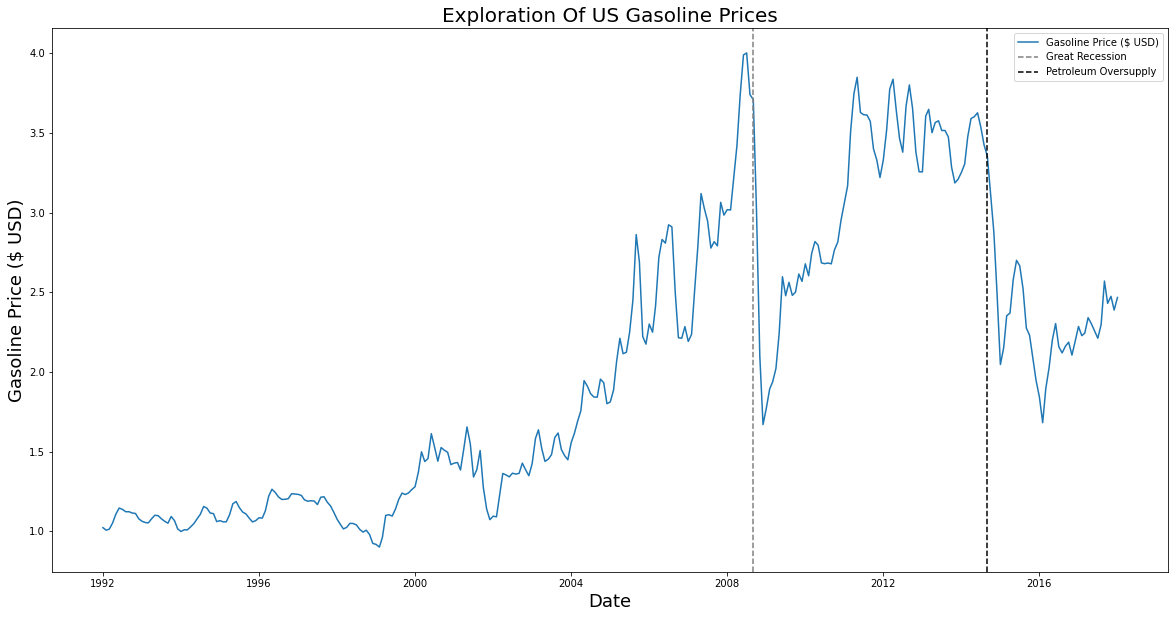 Exploration Of US Gasoline Prices
Gasoline Price ($ USD)
Great Recession
Petroleum Oversupply
Gasoline Price ($ USD)
4.0
3.5
3.0
2.5
2.0
1.5
1.0
1992 1996 2000 2004 2008 2012 2016
Date